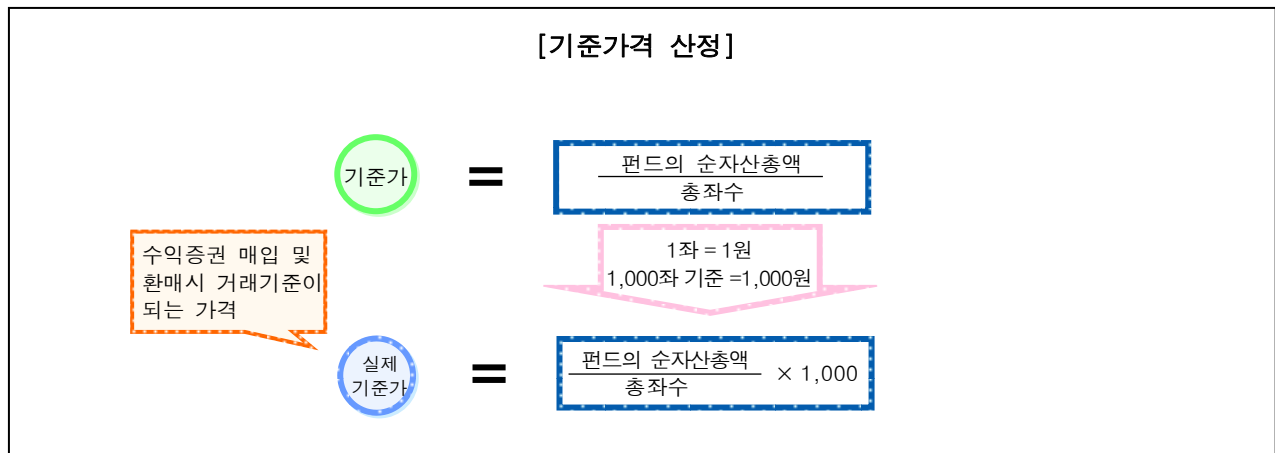 [기준가격 산정]
기준가
=
펀드의 순자산총액
총좌수
수익증권 매입 및
환매시 거래기준이
되는 가격
1좌 = 1원
1,000좌 기준 =1,000원
실제
기준가
=
펀드의 순자산총액
총좌수
× 1,000